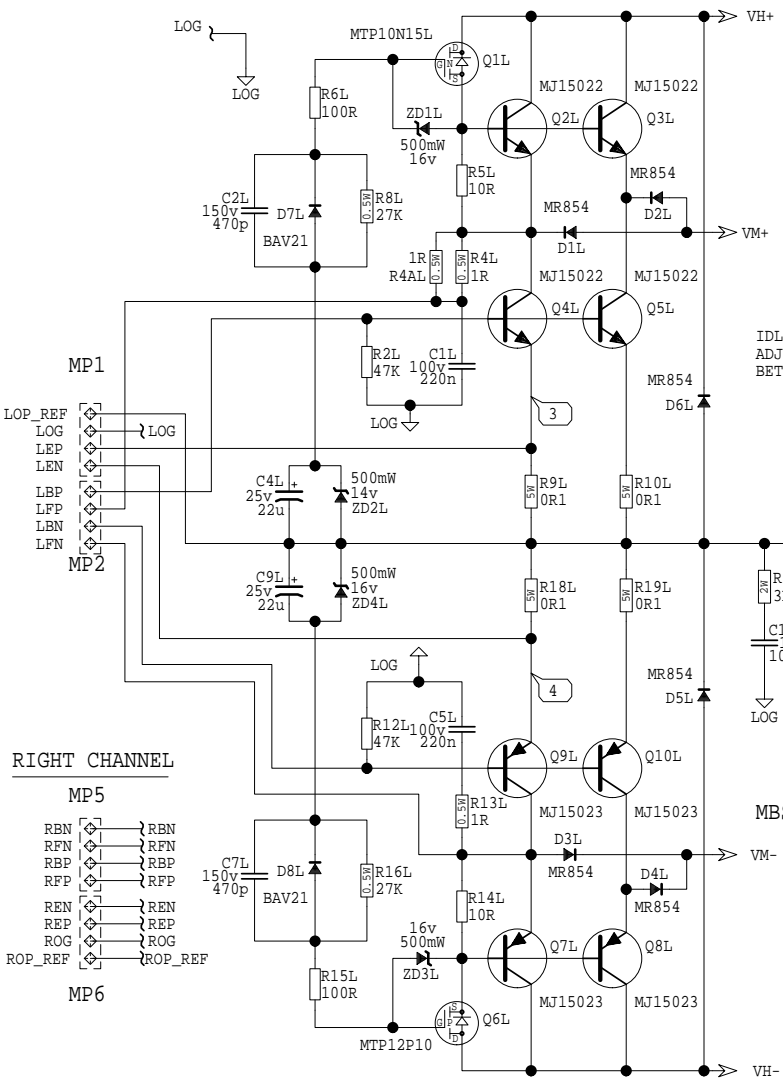 VH+
LOG
LOG
MTP10N15L
D
G N
S
Q1L
R6L
100R
ZD1L
500mW
16v
MJ15022
Q2L
MJ15022
Q3L
C2L
150v
470p
D7L
BAV21
0.5W
R8L
27K
R5L
10R
MR854
D2L
MR854
D1L
VM+
1R
R4AL
0.5W
0.5W
R4L
1R
MJ15022
Q4L
MJ15022
Q5L
R2L
47K
C1L
100v
220n
LOG
IDL
ADJ
BET
MR854
D6L
3
MP1
LOP_REF
LOG
LOG
LEP
LEN
LBP
LFP
LBN
LFN
MP2
C4L
25v
22u
+
500mW
14v
ZD2L
5W
R9L
0R1
5W
R10L
0R1
C9L
25v
22u
+
500mW
16v
ZD4L
5W
R18L
0R1
5W
R19L
0R1
2W
R
3
C1
10
LOG
LOG
4
MR854
D5L
R12L
47K
C5L
100v
220n
Q9L
MJ15023
Q10L
MJ15023
0.5W
R13L
1R
RIGHT CHANNEL
MP5
RBN
RBN
RFN
RFN
RBP
RBP
RFP
RFP
REN
REN
REP
REP
ROG
ROG
ROP_REF
ROP_REF
MP6
C7L
150v
470p
D8L
BAV21
0.5W
R16L
27K
D3L
MR854
D4L
MR854
MBS
VM-
R14L
10R
16v
500mW
ZD3L
Q7L
MJ15023
Q8L
MJ15023
R15L
100R
S
G P
D
Q6L
MTP12P10
VH-